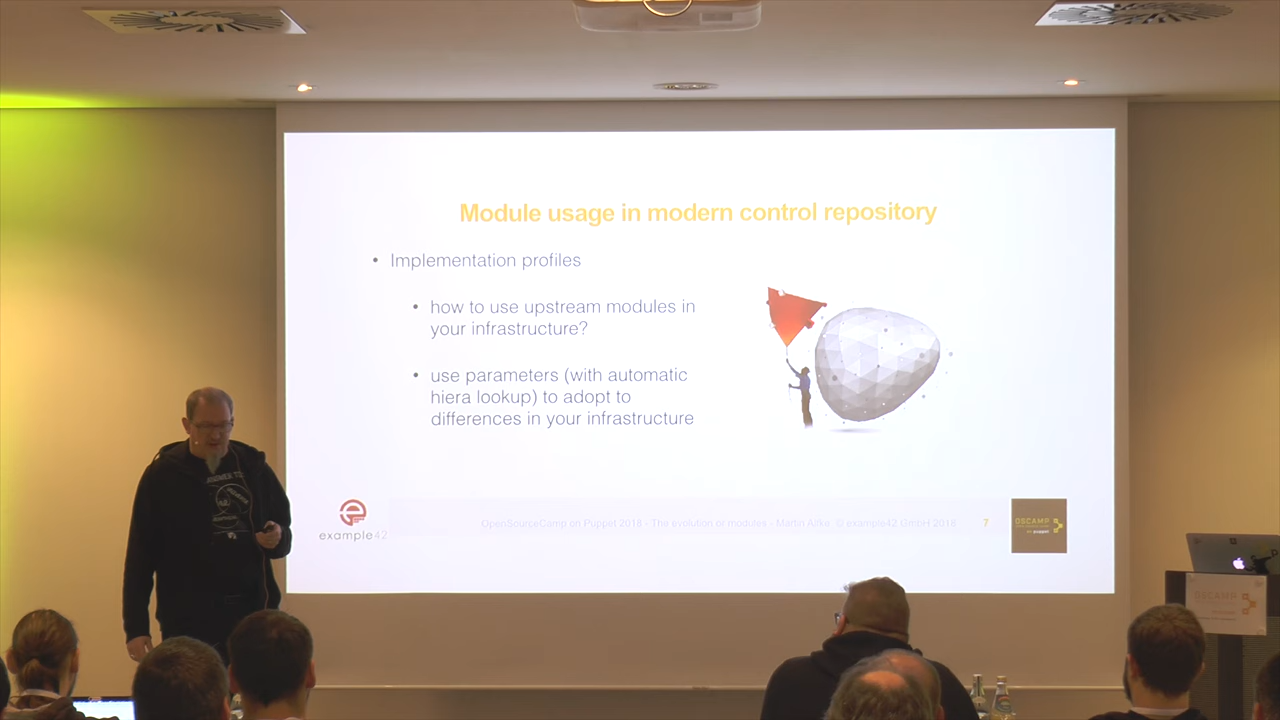 Module usage in modern control repository
• Implementation profiles
• how to use upstream modules in
your infrastructure?
• use parameters (with automatic
hiera lookup) to adopt to
differences in your infrastructure
example42
OpenSourceCamp on Puppet 2018 - The evolution of modules - Martin Alfke © example42 GmbH 2018
7
OSCAMP
puppet
OSCAMP